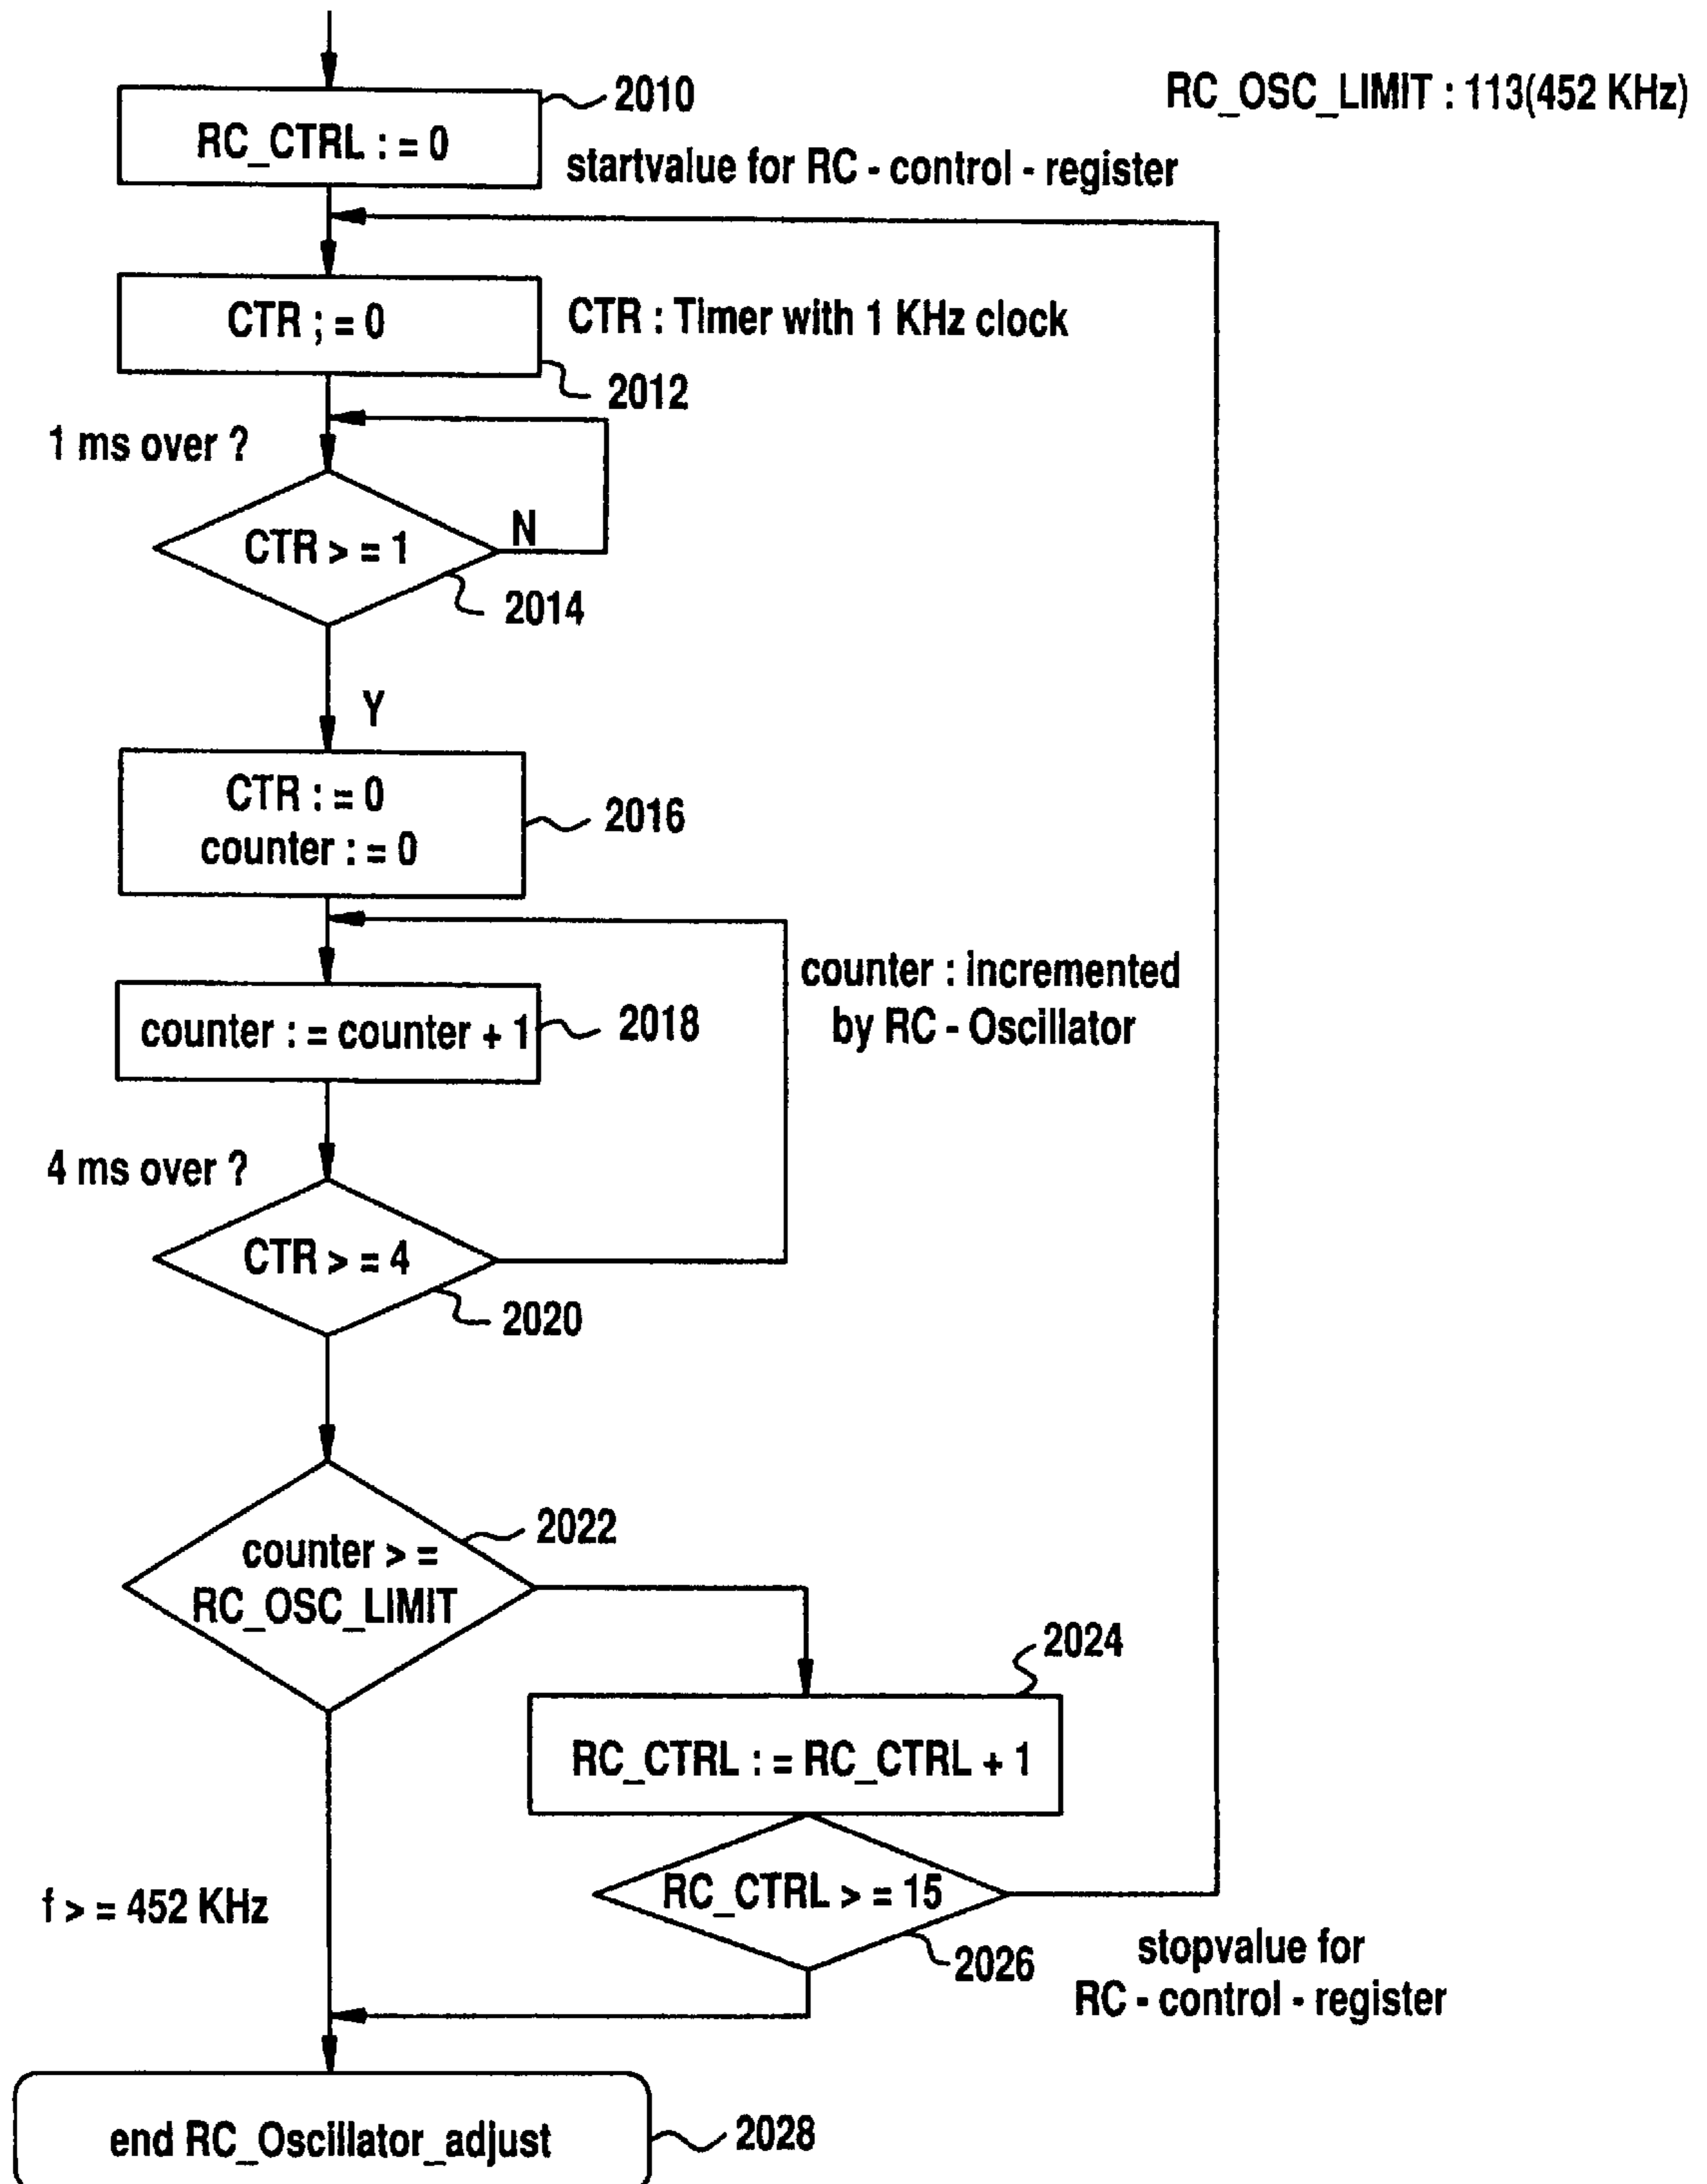 2010
RC_OSC_LIMIT : 113(452 KHz)
RC_CTRL : = 0
startvalue for RC - control - register
CTR ; = 0
CTR : Timer with 1 KHz clock
2012
1 ms over ?
CTR > = 1
N
2014
Y
CTR : = 0
counter : = 0
2016
counter : incremented
by RC - Oscillator
counter : = counter + 1
2018
4 ms over ?
CTR > = 4
2020
2022
counter > =
RC_OSC_LIMIT
2024
RC_CTRL : = RC_CTRL + 1
RC_CTRL > = 15
f > = 452 KHz
2026
stopvalue for
RC - control - register
end RC_Oscillator_adjust
2028